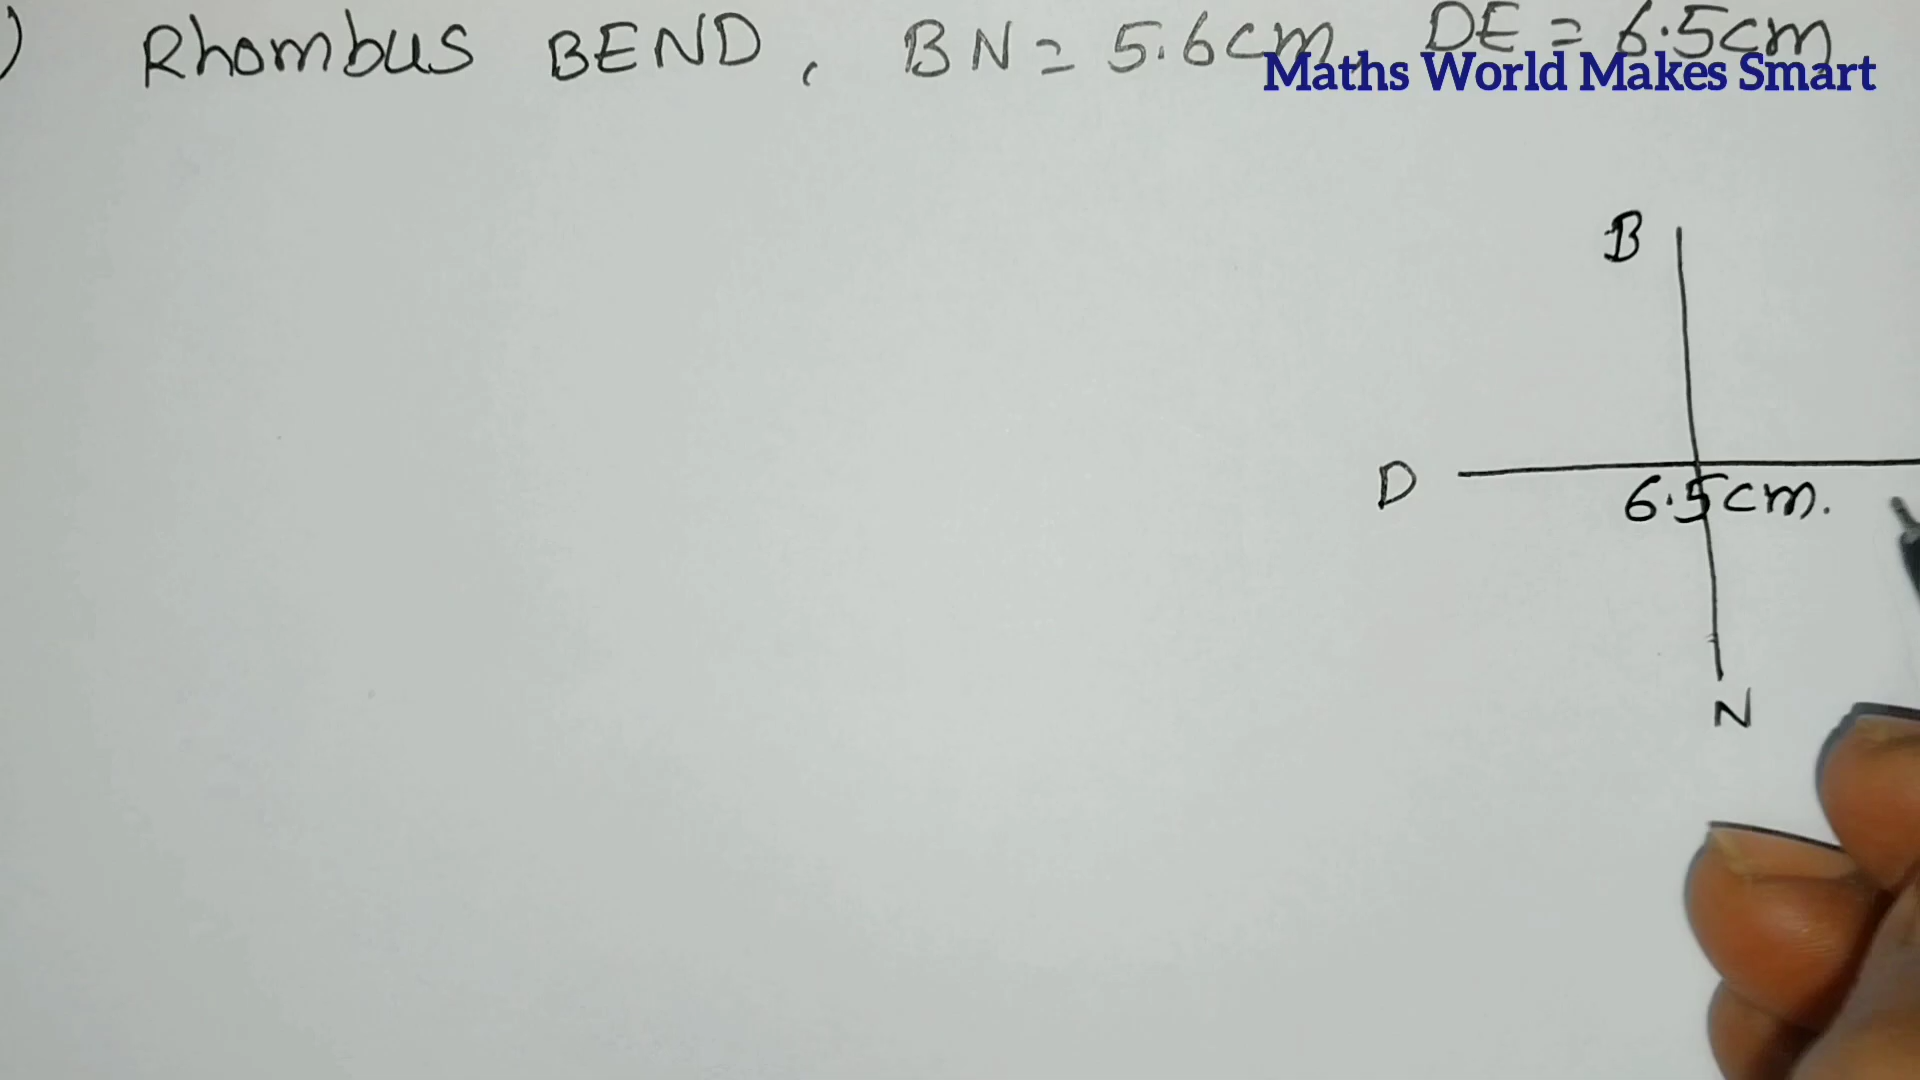 ) Rhombus BEND, BN = 5.6cm, DE = 6.5cm
Maths World Makes Smart
B
D
6.5cm.
N